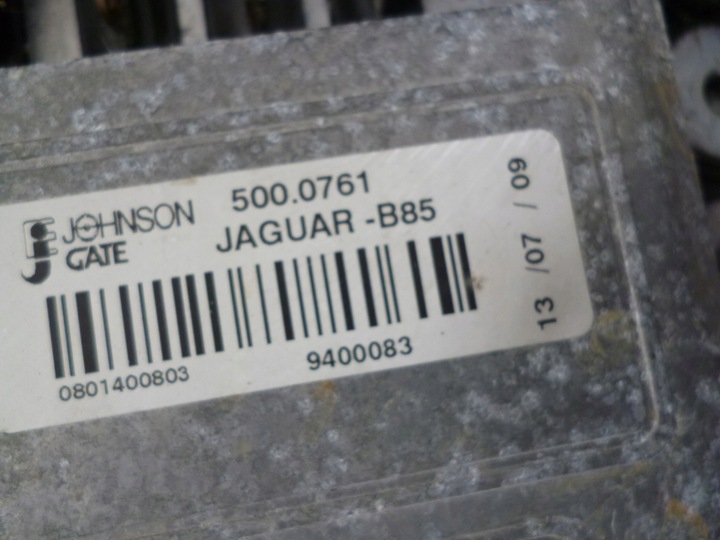 JOHNSON
GATE
500.0761
JAGUAR -B85
0801400803
9400083
13 /07 / 09